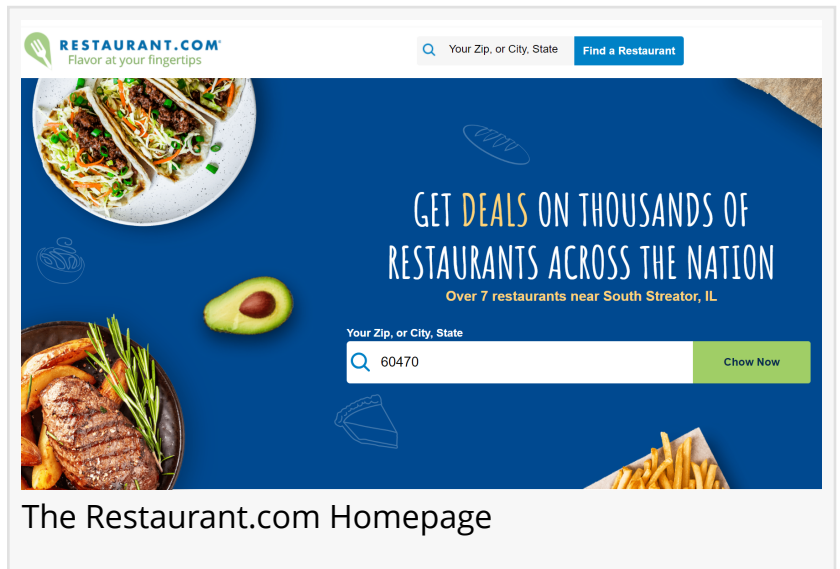 RESTAURANT.COM®
Flavor at your fingertips
Your Zip, or City, State
Find a Restaurant
GET DEALS ON THOUSANDS OF
RESTAURANTS ACROSS THE NATION
Over 7 restaurants near South Streator, IL
Your Zip, or City, State
60470
Chow Now
The Restaurant.com Homepage